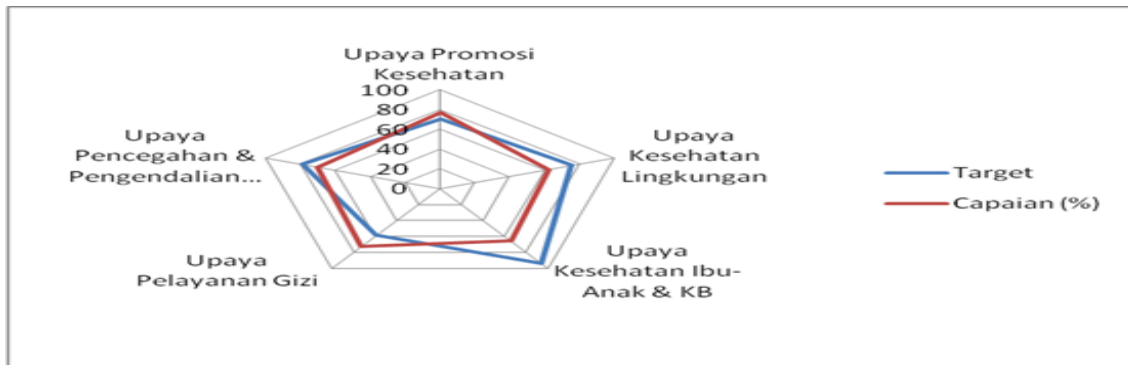 Upaya Promosi
Kesehatan
100
80
60
40
20
0
Upaya
Kesehatan
Lingkungan
Upaya
Kesehatan Ibu-
Anak & KB
Upaya
Pelayanan Gizi
Upaya
Pencegahan &
Pengendalian...
Target
Capaian (%)